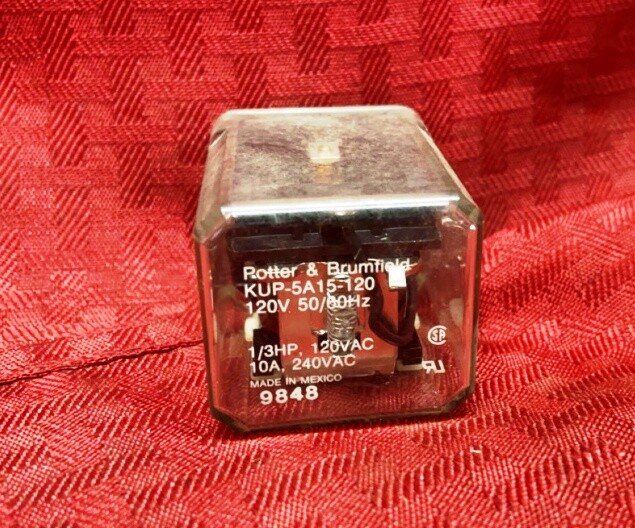 Potter & Brumfield
KUP-5A15-120
120V 50/60Hz
1/3HP, 120VAC
10A, 240VAC
MADE IN MEXICO
9848